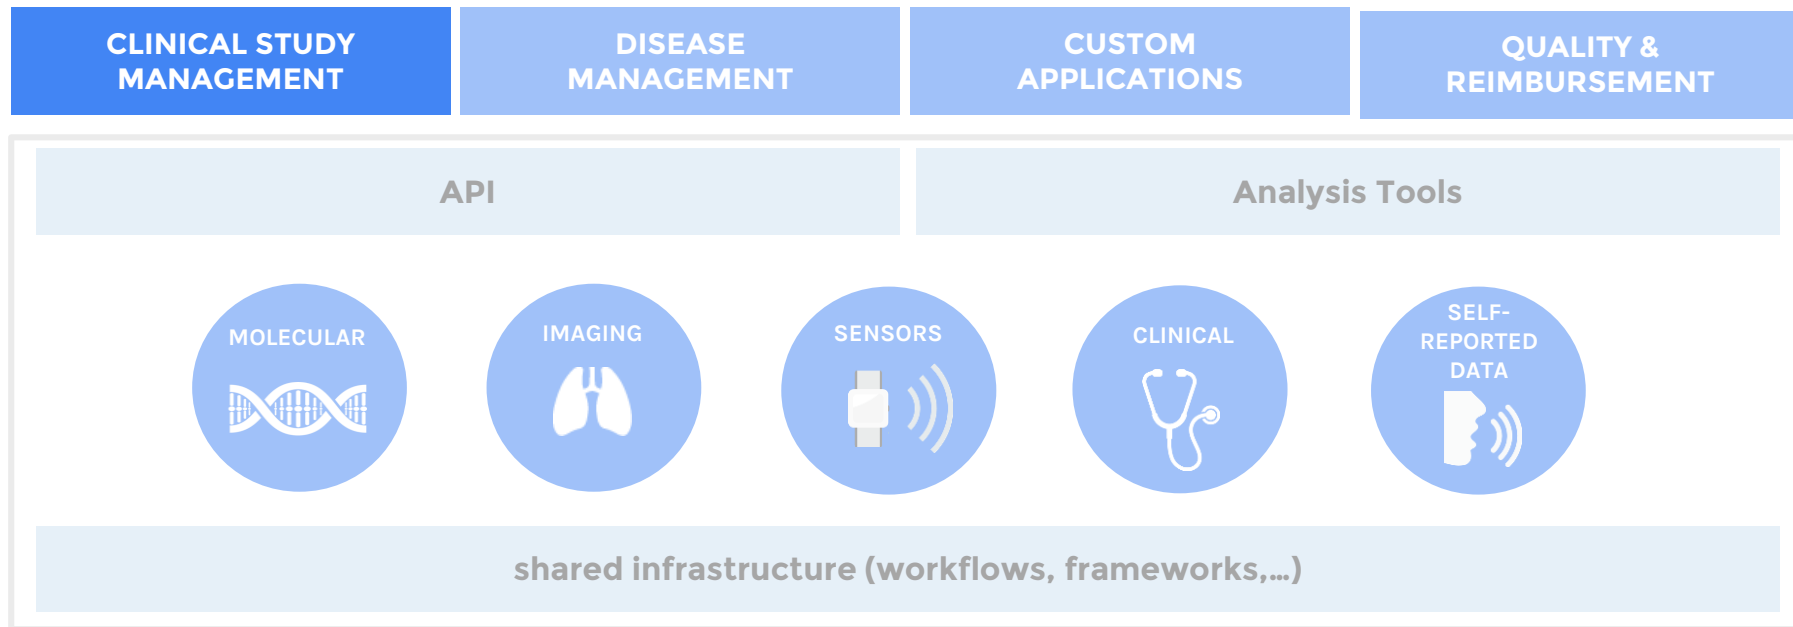 CLINICAL STUDY
MANAGEMENT
DISEASE
MANAGEMENT
CUSTOM
APPLICATIONS
QUALITY &
REIMBURSEMENT
API
Analysis Tools
MOLECULAR
IMAGING
SENSORS
CLINICAL
SELF-
REPORTED
DATA
shared infrastructure (workflows, frameworks,...)